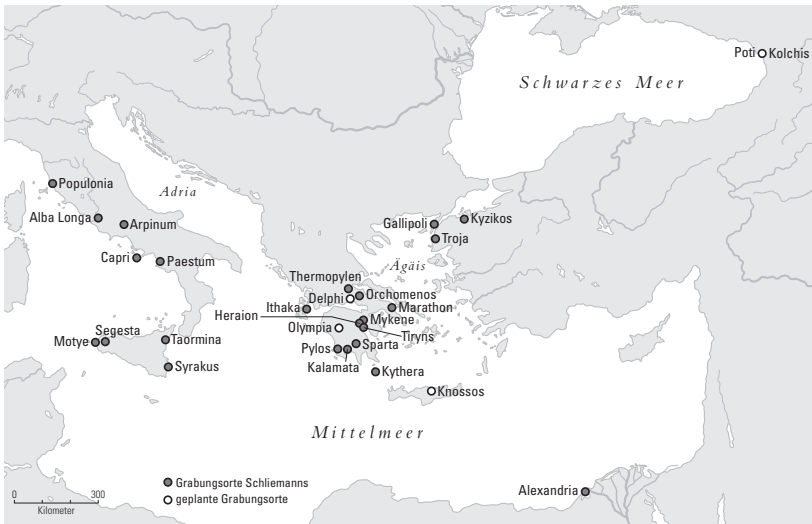 Poti
Kolchis
Schwarzes Meer
Populonia
Adria
Alba Longa
Arpinum
Gallipoli
Kyzikos
Troja
Capri
Paestum
Ägäis
Thermopylen
Delphi
Orchomenos
Ithaka
Marathon
Heraion
Mykene
Olympia
Tiryns
Segesta
Motye
Taormina
Pylos
Sparta
Kalamata
Syrakus
Kythera
Knossos
Mittelmeer
Grabungsorte Schliemanns
geplante Grabungsorte
0
300
Kilometer
Alexandria